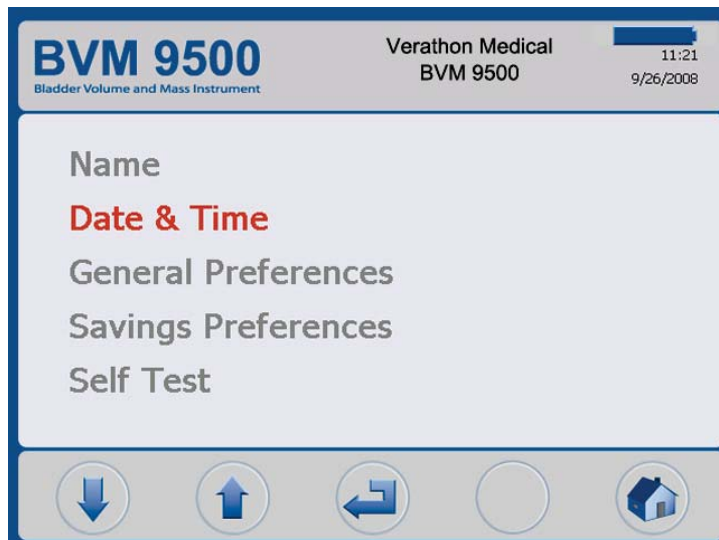 BVM 9500
Bladder Volume and Mass Instrument
Verathon Medical
BVM 9500
11:21
9/26/2008
Name
Date & Time
General Preferences
Savings Preferences
Self Test